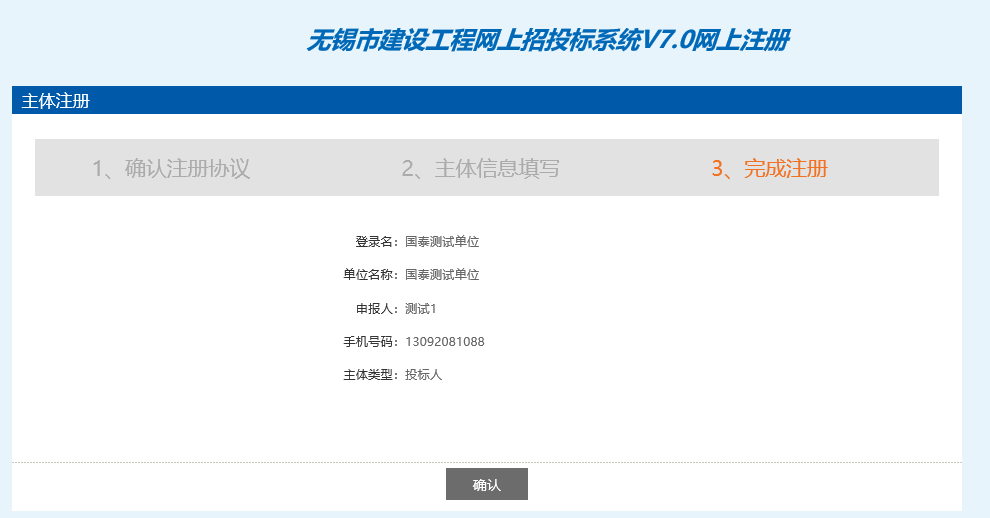 无锡市建设工程网上招投标系统V7.0网上注册
主体注册
1、确认注册协议 2、主体信息填写 3、完成注册
登录名：国泰测试单位
单位名称：国泰测试单位
申报人：测试1
手机号码：13092081088
主体类型：投标人
确认